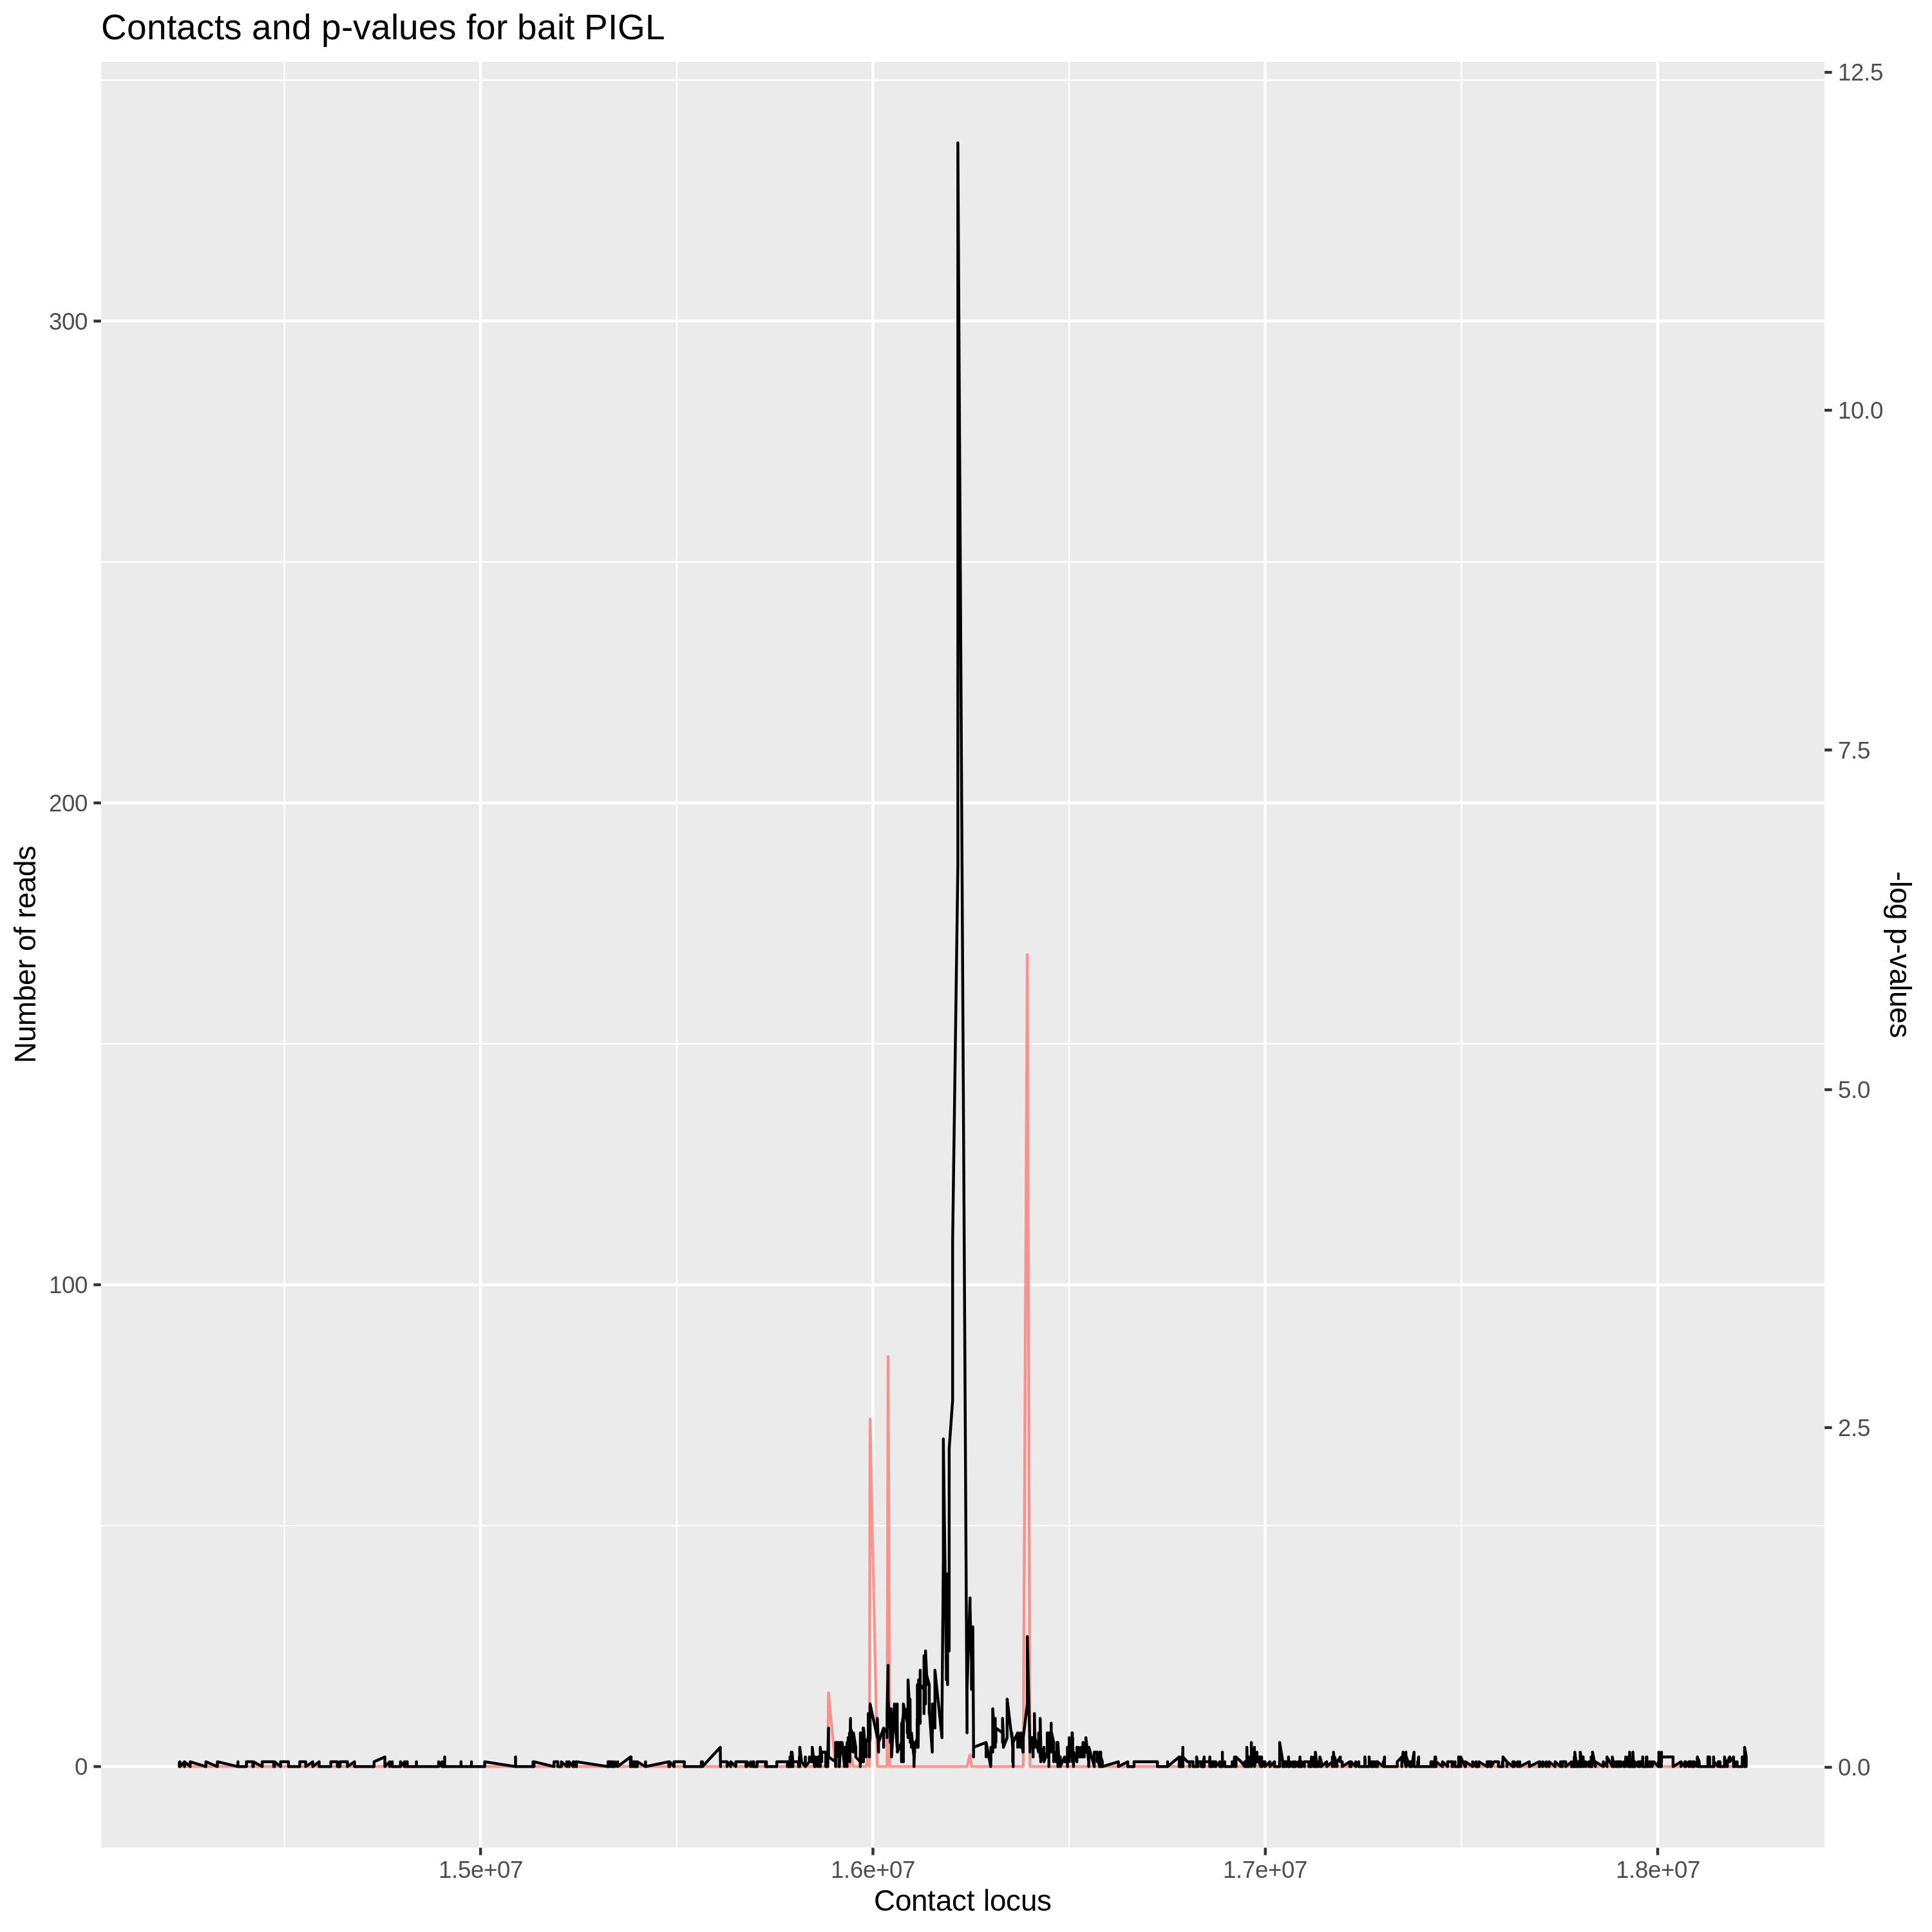 Contacts and p-values for bait PIGL
12.5
300
10.0
7.5
200
Number of reads
-log p-values
5.0
100
2.5
0
0.0
1.5e+07
1.6e+07
1.7e+07
1.8e+07
Contact locus